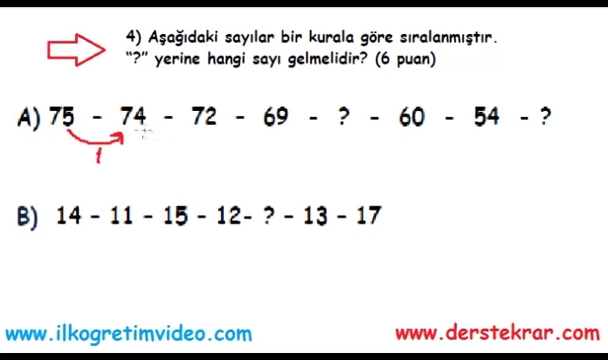 4) Aşağıdaki sayılar bir kurala göre sıralanmıştır.
"?" yerine hangi sayı gelmelidir? (6 puan)
A) 75 - 74 - 72 - 69 - ? - 60 - 54 - ?
1
B) 14 - 11 - 15 - 12- ? - 13 - 17
www.ilkogretimvideo.com
www.derstekrar.com